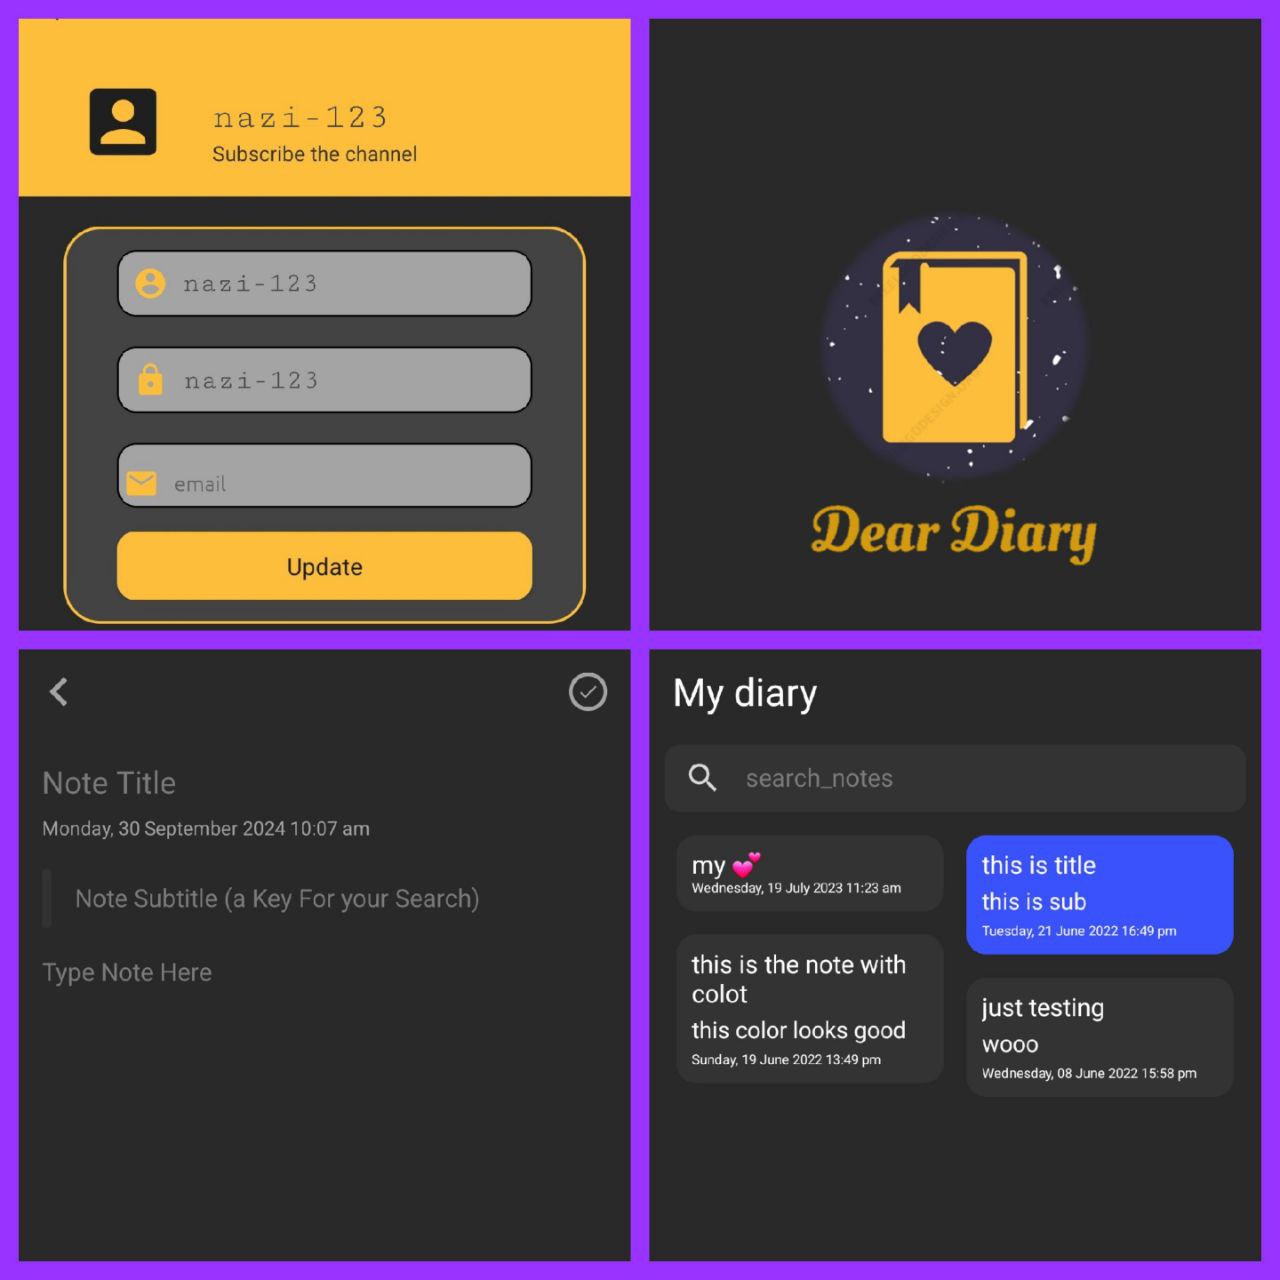 nazi-123
Subscribe the channel
nazi-123
nazi-123
email
Update
Dear Diary
Note Title
Monday, 30 September 2024 10:07 am
Note Subtitle (a Key For your Search)
Type Note Here
My diary
search_notes
my 💕
Wednesday, 19 July 2023 11:23 am
this is the note with
colot
this color looks good
Sunday, 19 June 2022 13:49 pm
this is title
this is sub
Tuesday, 21 June 2022 16:49 pm
just testing
wooo
Wednesday, 08 June 2022 15:58 pm